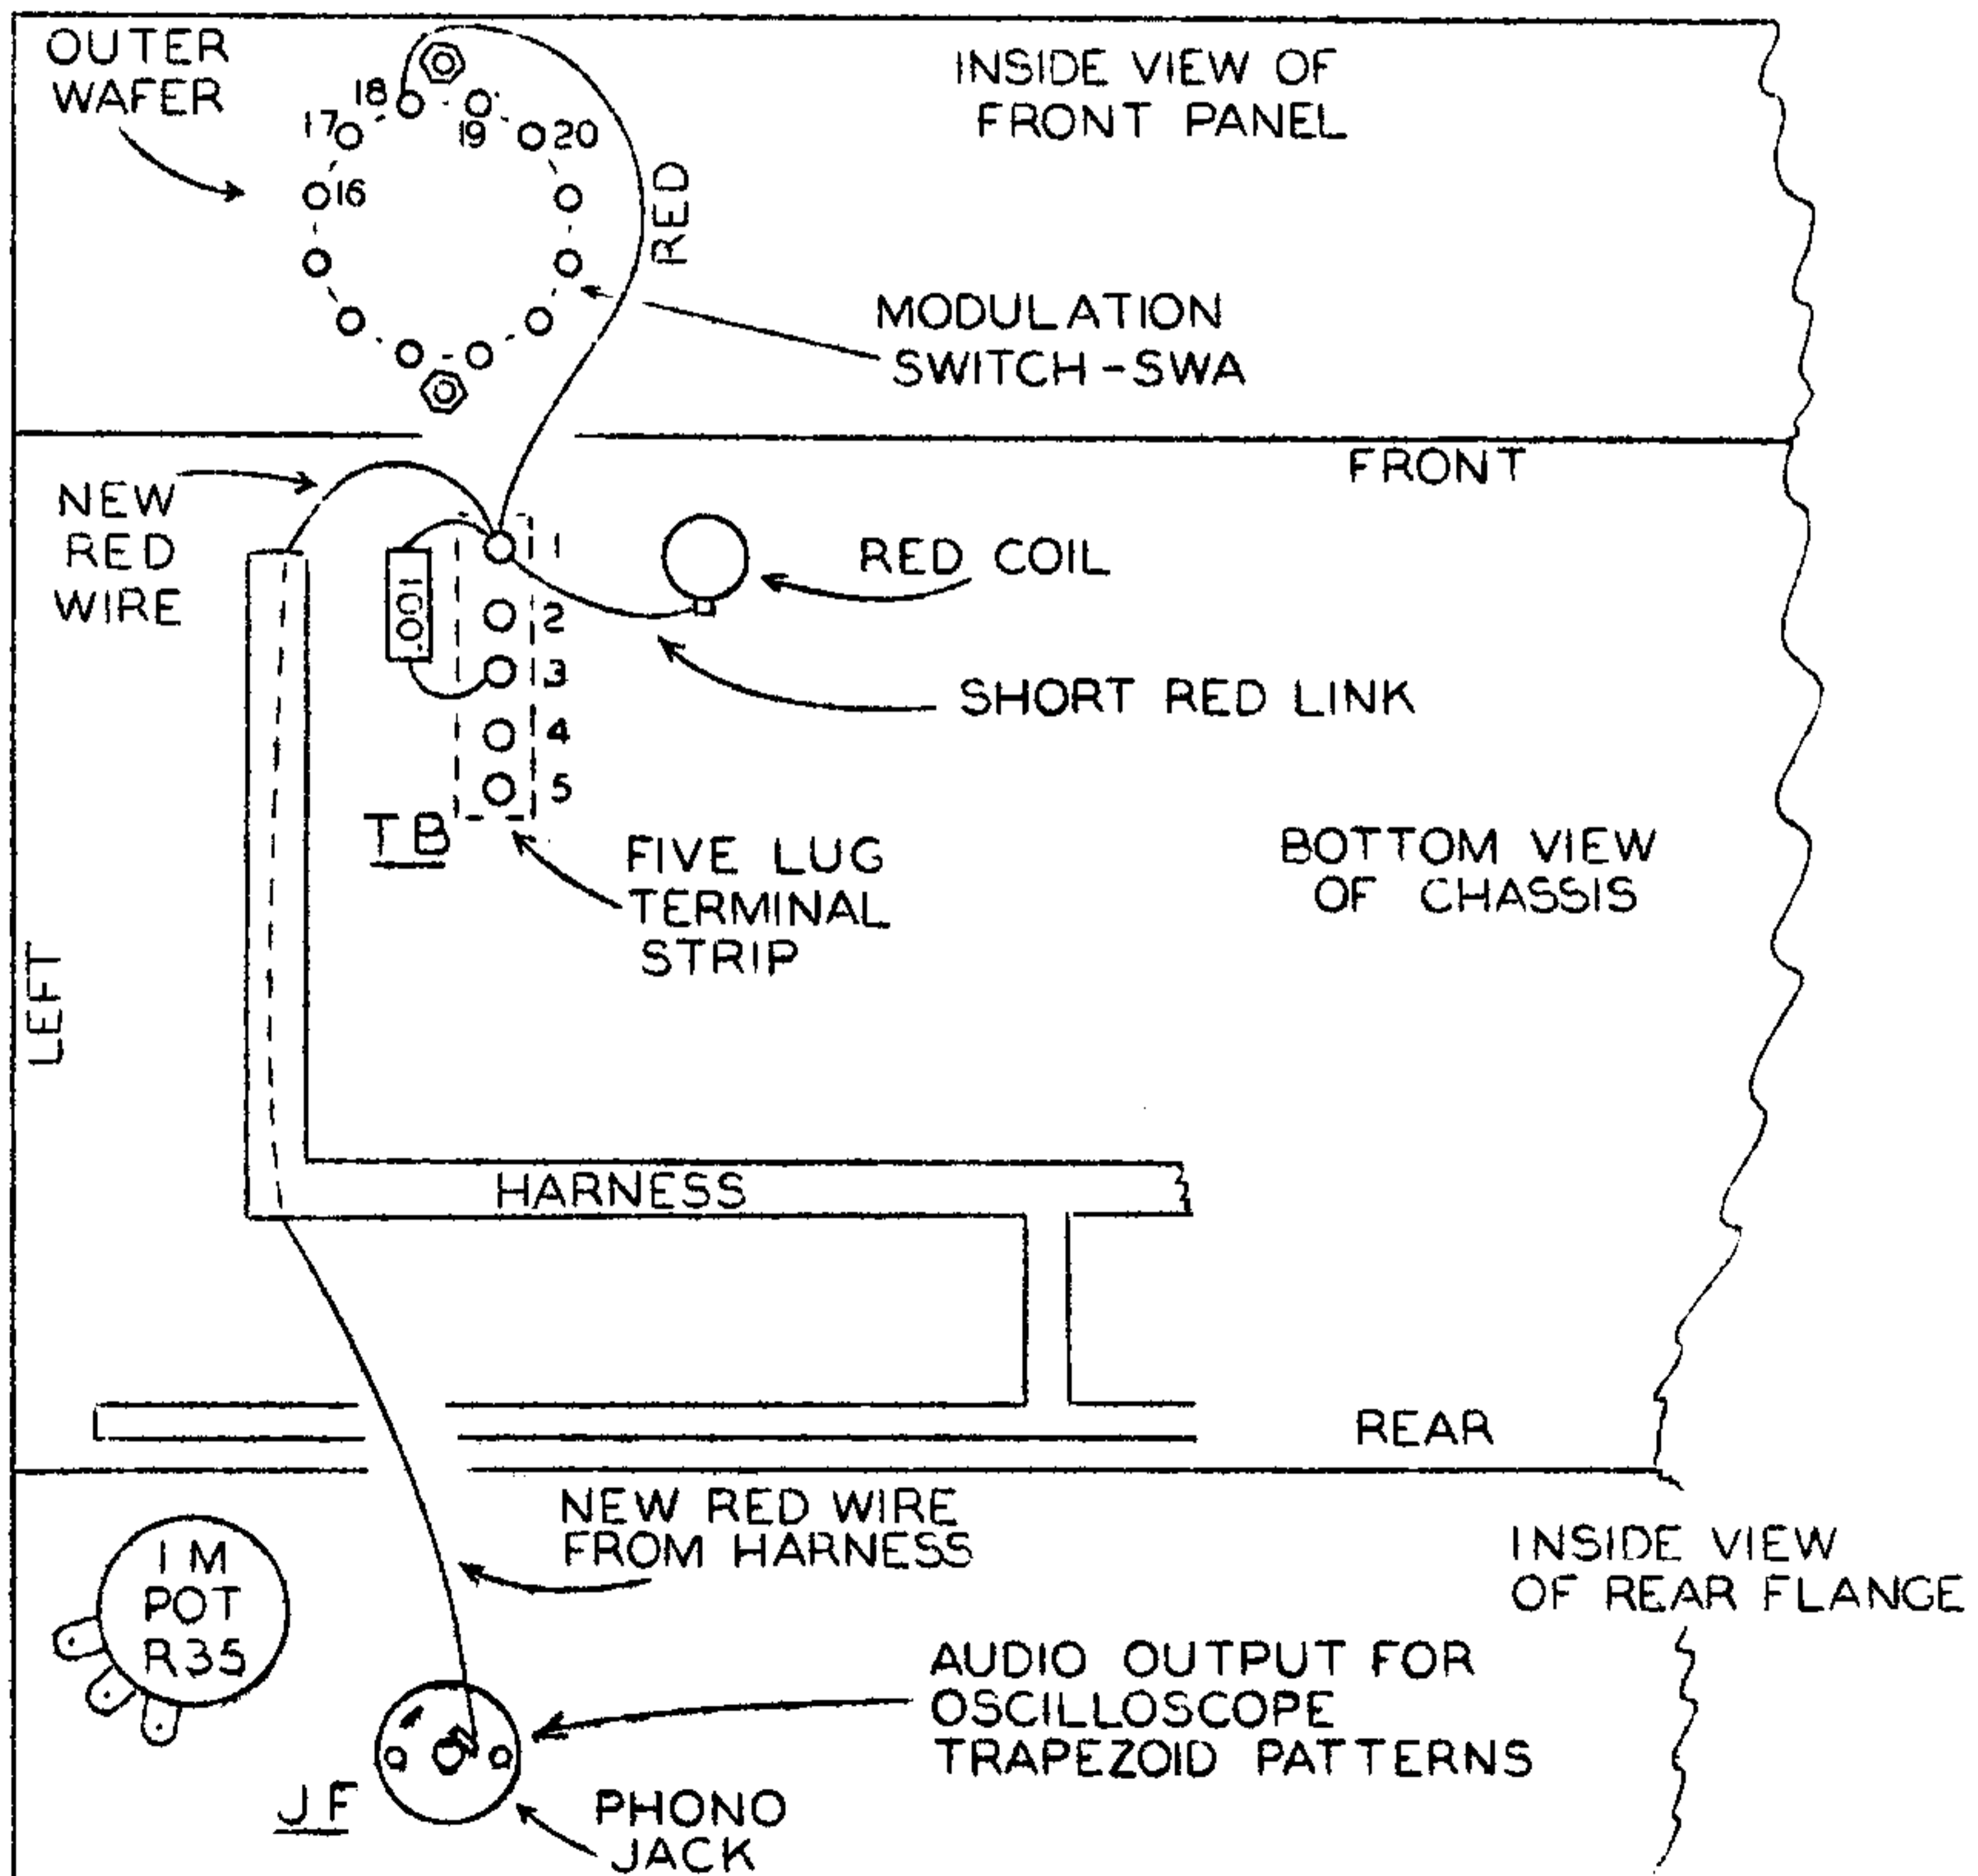 OUTER
WAFER
18
17
19
20
16
RED
INSIDE VIEW OF
FRONT PANEL
MODULATION
SWITCH-SWA
FRONT
NEW
RED
WIRE
.001
1
2
3
4
5
RED COIL
SHORT RED LINK
TB
FIVE LUG
TERMINAL
STRIP
BOTTOM VIEW
OF CHASSIS
LEFT
HARNESS
REAR
NEW RED WIRE
FROM HARNESS
INSIDE VIEW
OF REAR FLANGE
1 M
POT
R35
AUDIO OUTPUT FOR
OSCILLOSCOPE
TRAPEZOID PATTERNS
JF
PHONO
JACK